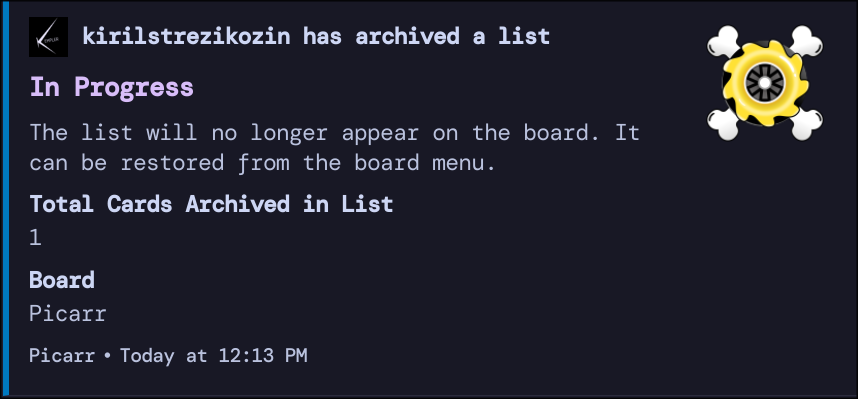 kirilstrezikozin has archived a list
In Progress
The list will no longer appear on the board. It
can be restored from the board menu.
Total Cards Archived in List
1
Board
Picarr
Picarr • Today at 12:13 PM